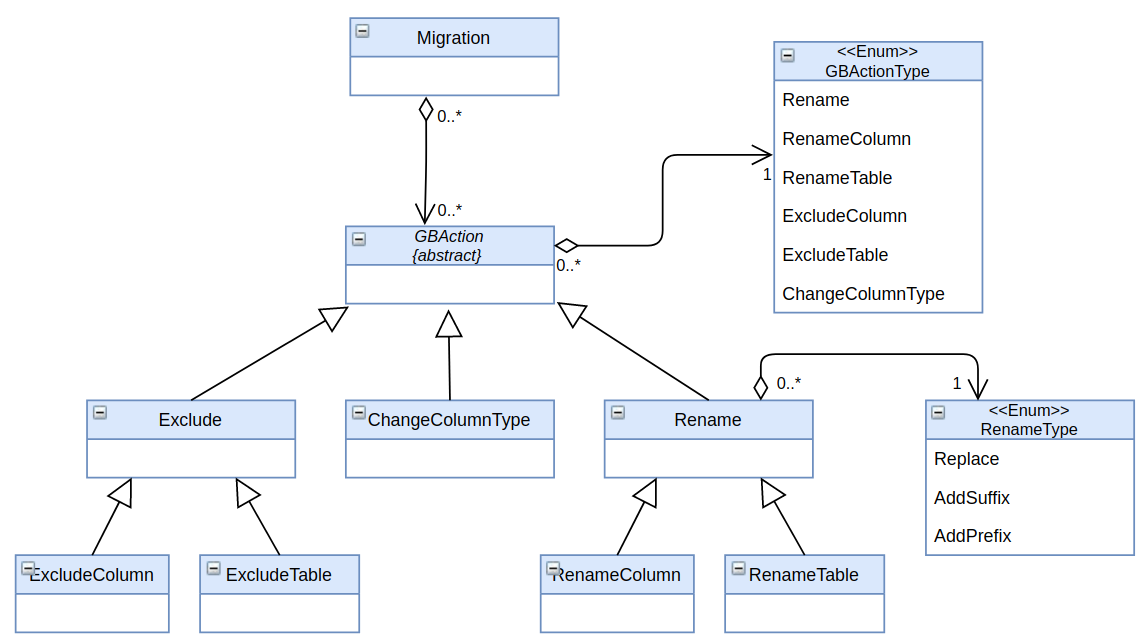 Migration
0..*
0..*
GBAction
{abstract}
0..*
1
<<Enum>>
GBActionType
Rename
RenameColumn
RenameTable
ExcludeColumn
ExcludeTable
ChangeColumnType
Exclude
ChangeColumnType
Rename
0..*
1
<<Enum>>
RenameType
Replace
AddSuffix
AddPrefix
ExcludeColumn
ExcludeTable
RenameColumn
RenameTable